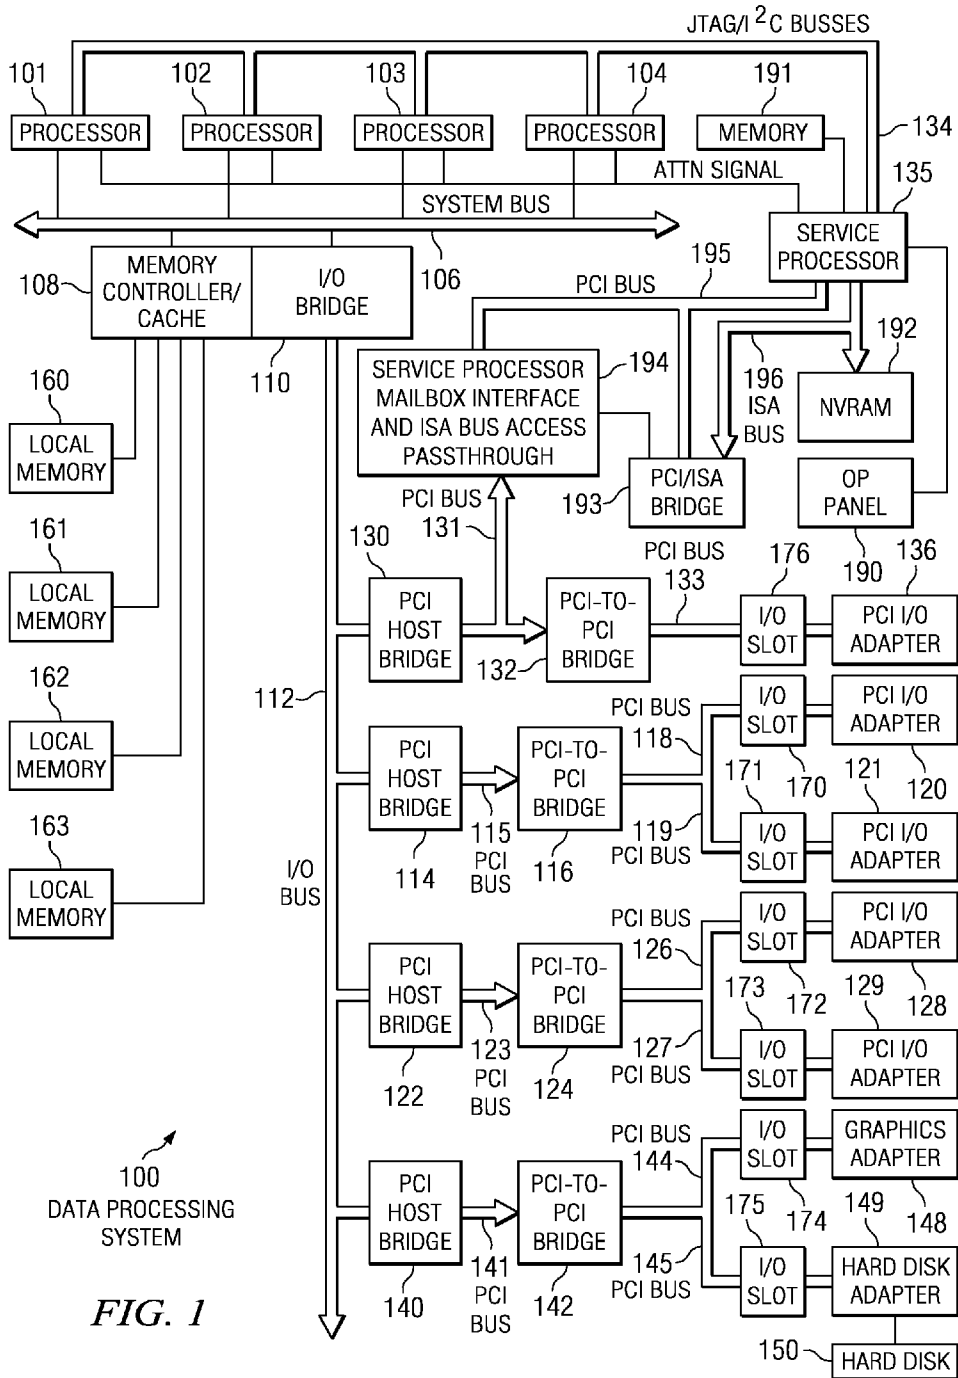 JTAG/I²C BUSSES
101
102
103
104
191
PROCESSOR
PROCESSOR
PROCESSOR
PROCESSOR
MEMORY
134
ATTN SIGNAL
135
SYSTEM BUS
SERVICE
PROCESSOR
195
108
MEMORY
CONTROLLER/
CACHE
I/O
BRIDGE
106
PCI BUS
110
SERVICE PROCESSOR
MAILBOX INTERFACE
AND ISA BUS ACCESS
PASSTHROUGH
194
196
ISA
BUS
192
NVRAM
160
LOCAL
MEMORY
PCI BUS
131
193
PCI/ISA
BRIDGE
OP
PANEL
190
161
LOCAL
MEMORY
130
PCI
HOST
BRIDGE
PCI-TO-
PCI
BRIDGE
132
PCI BUS
133
176
I/O
SLOT
136
PCI I/O
ADAPTER
162
LOCAL
MEMORY
112
PCI
HOST
BRIDGE
114
115
PCI
BUS
PCI-TO-
PCI
BRIDGE
116
PCI BUS
118
I/O
SLOT
170
PCI I/O
ADAPTER
120
119
PCI BUS
171
I/O
SLOT
121
PCI I/O
ADAPTER
163
LOCAL
MEMORY
I/O
BUS
PCI
HOST
BRIDGE
122
123
PCI
BUS
PCI-TO-
PCI
BRIDGE
124
PCI BUS
126
I/O
SLOT
172
PCI I/O
ADAPTER
128
127
PCI BUS
173
I/O
SLOT
129
PCI I/O
ADAPTER
100
DATA PROCESSING
SYSTEM
PCI
HOST
BRIDGE
140
141
PCI
BUS
PCI-TO-
PCI
BRIDGE
142
PCI BUS
144
I/O
SLOT
174
GRAPHICS
ADAPTER
148
145
PCI BUS
175
I/O
SLOT
149
HARD DISK
ADAPTER
150
HARD DISK
FIG. 1